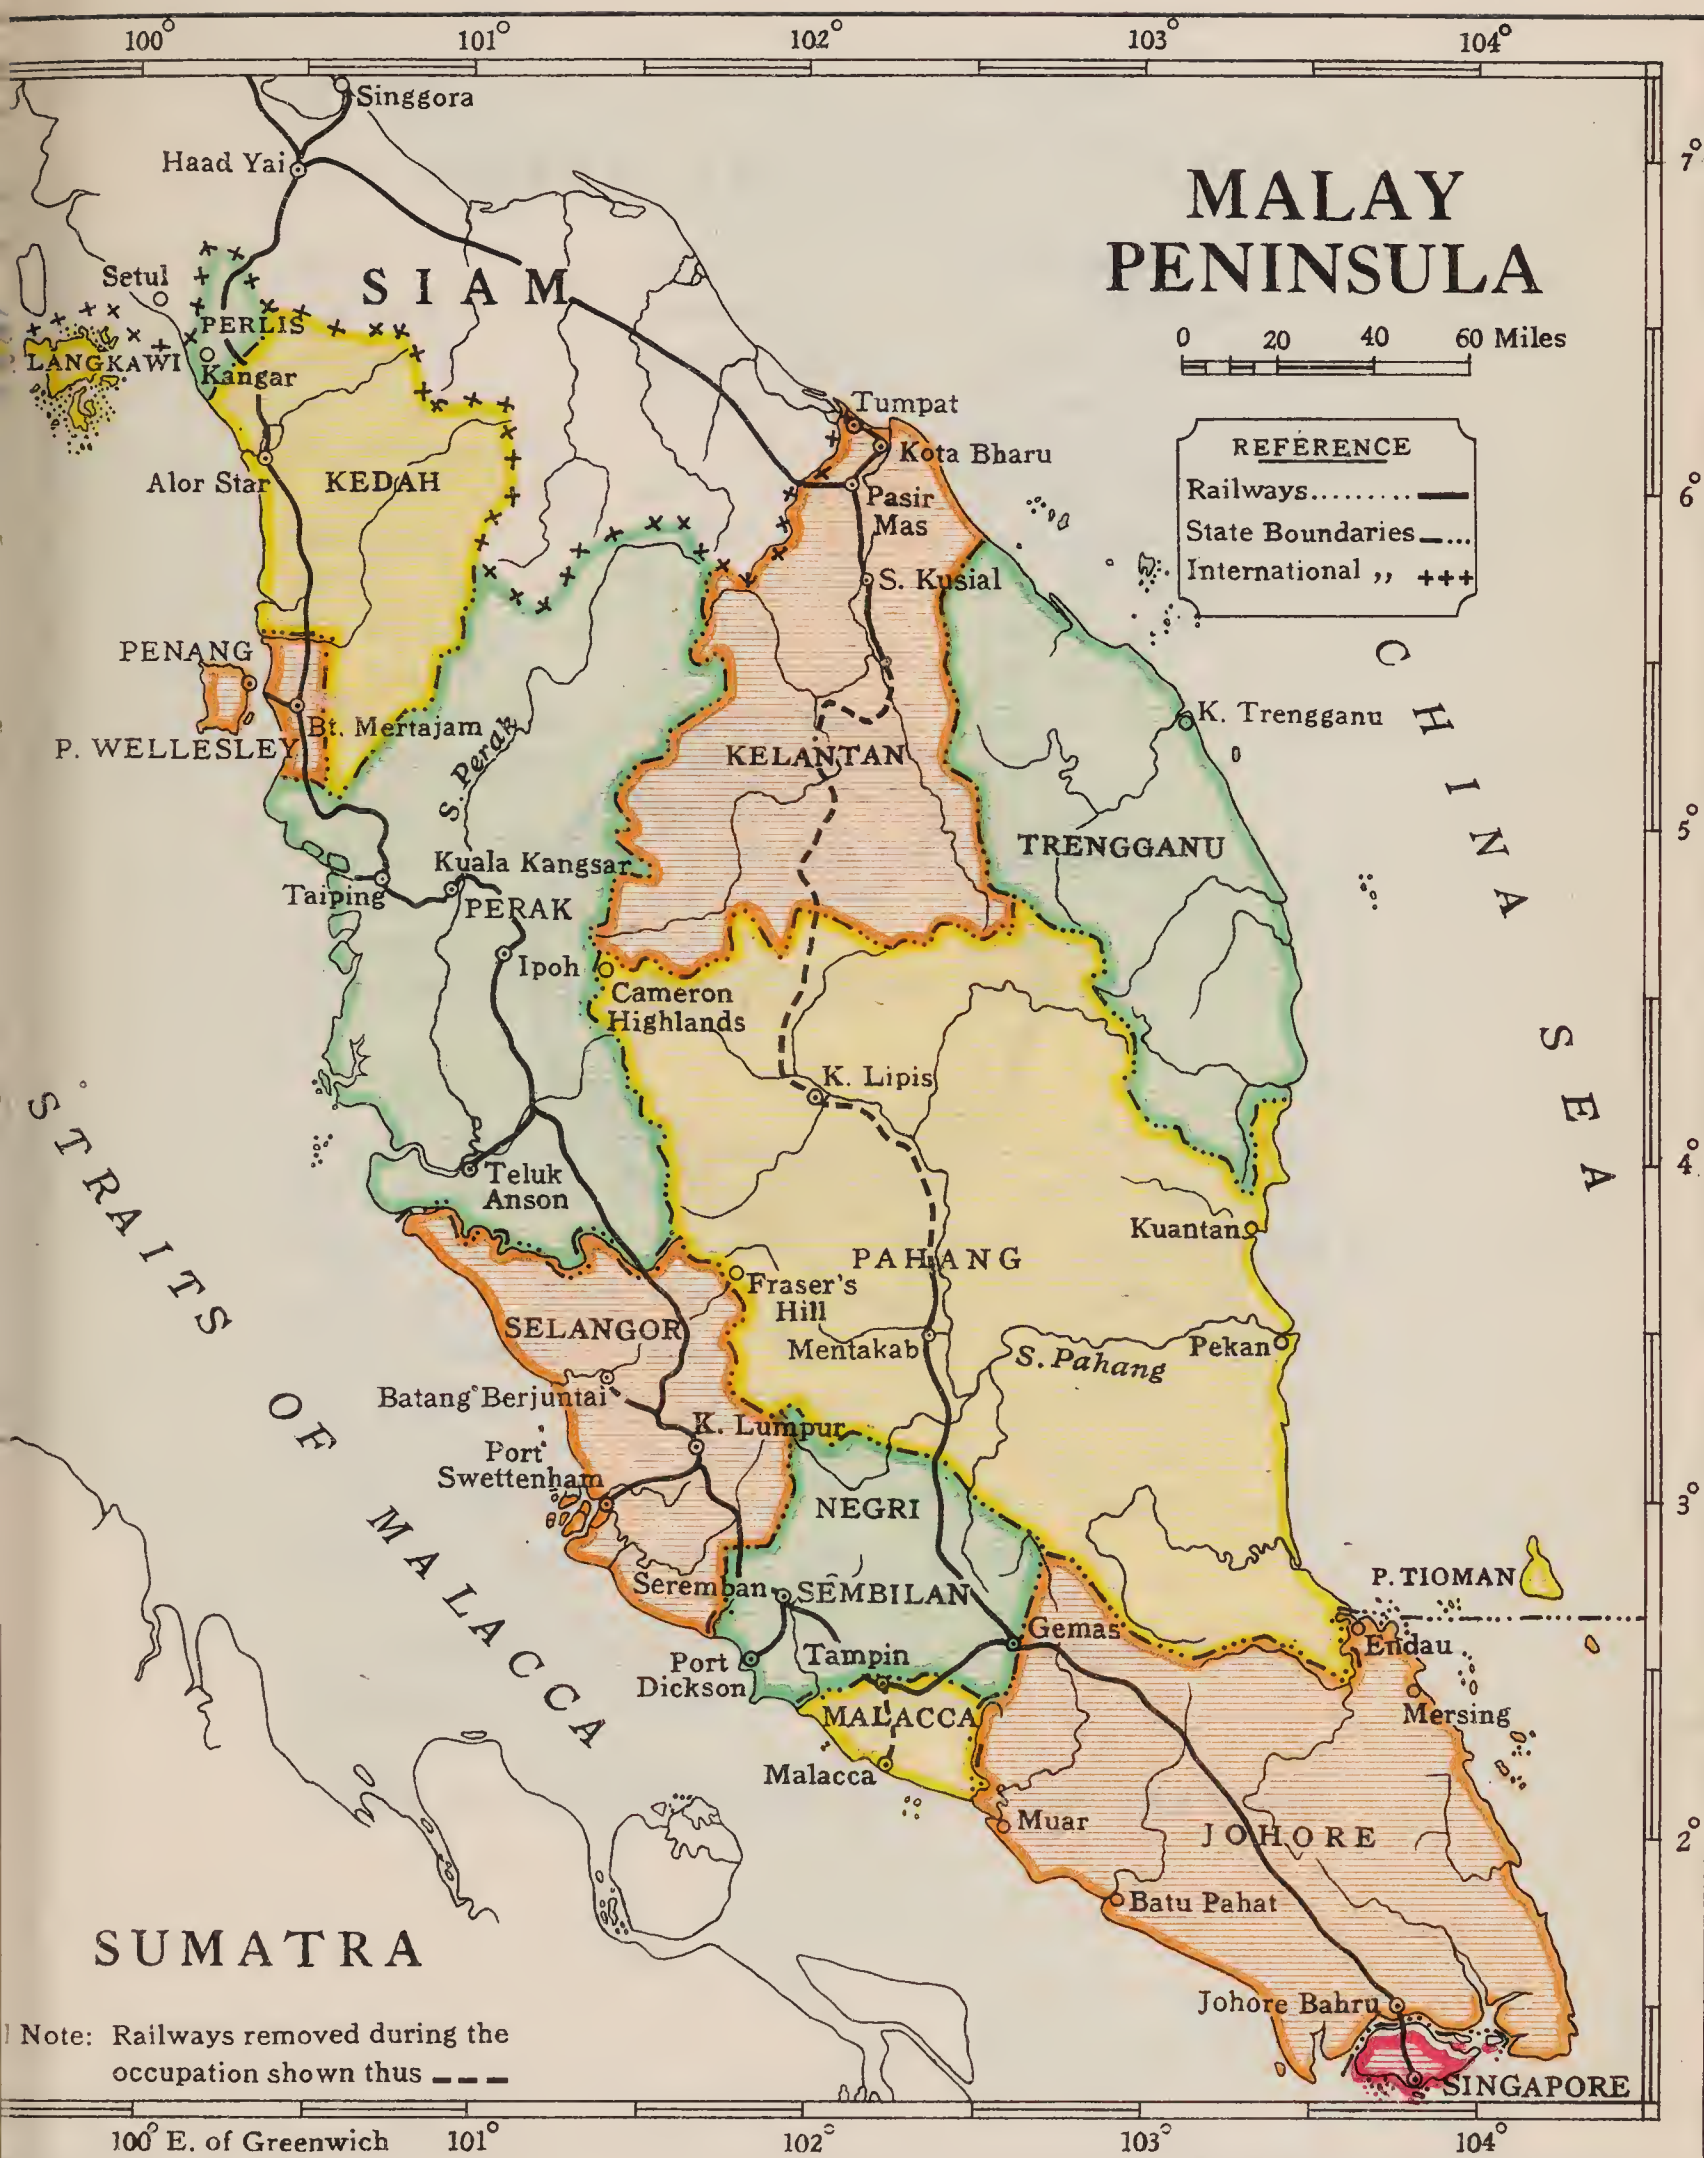 100° 101° 102° 103° 104°
Singgora
Haad Yai
7°
MALAY
PENINSULA
0 20 40 60 Miles
Setul
SIAM
PERLIS
LANGKAWI
Kangar
Tumpat
REFERENCE
Railways.........
State Boundaries
International ,, +++
Kota Bharu
Alor Star
KEDAH
Pasir
Mas
6°
S. Kusial
CHINA SEA
PENANG
Bt. Mertajam
P. WELLESLEY
S. Perak
K. Trengganu
KELANTAN
5°
TRENGGANU
Kuala Kangsar
Taiping
PERAK
Ipoh
Cameron
Highlands
K. Lipis
STRAITS OF MALACCA
4°
Teluk
Anson
Kuantan
PAHANG
Fraser's
Hill
SELANGOR
Mentakab
S. Pahang
Pekan
Batang Berjuntai
K. Lumpur
Port
Swettenham
NEGRI
3°
P. TIOMAN
Seremban
SEMBILAN
Gemas
Endau
Port
Dickson
Tampin
MALACCA
Mersing
Malacca
Muar
JOHORE
2°
Batu Pahat
SUMATRA
Johore Bahru
Note: Railways removed during the
occupation shown thus
SINGAPORE
100° E. of Greenwich 101° 102° 103° 104°